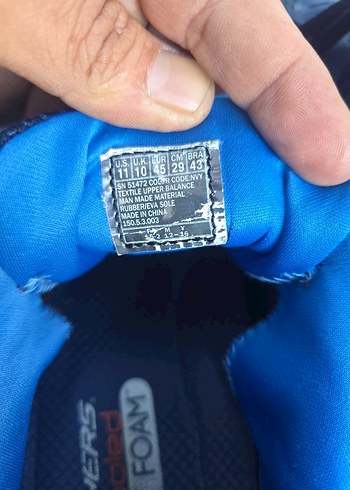 U.S. U.K. EUR CM BRA
11 10 45 29 43
SN 51472 COLOR CODE.NVY
TEXTILE UPPER BALANCE
MAN MADE MATERIAL
RUBBER/EVA SOLE
MADE IN CHINA
150.5.3.003
HERS
FOAM